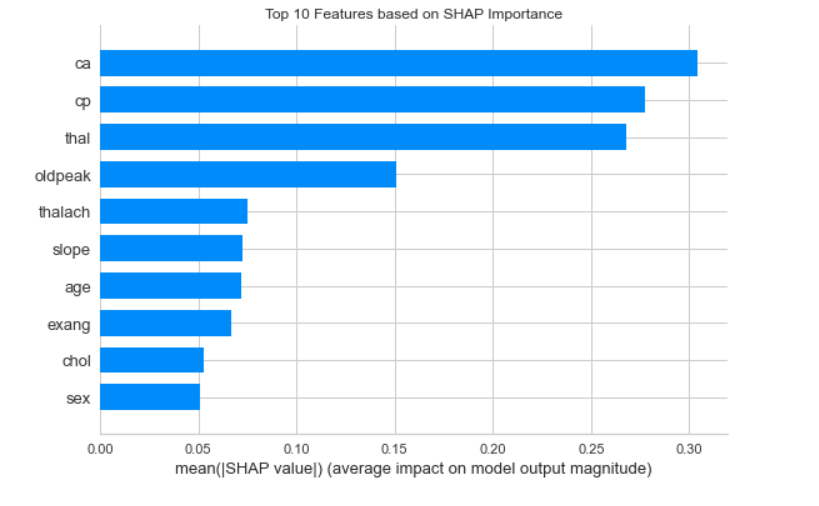 Top 10 Features based on SHAP Importance
ca
cp
thal
oldpeak
thalach
slope
age
exang
chol
sex
0.00 0.05 0.10 0.15 0.20 0.25 0.30
mean(|SHAP value|) (average impact on model output magnitude)